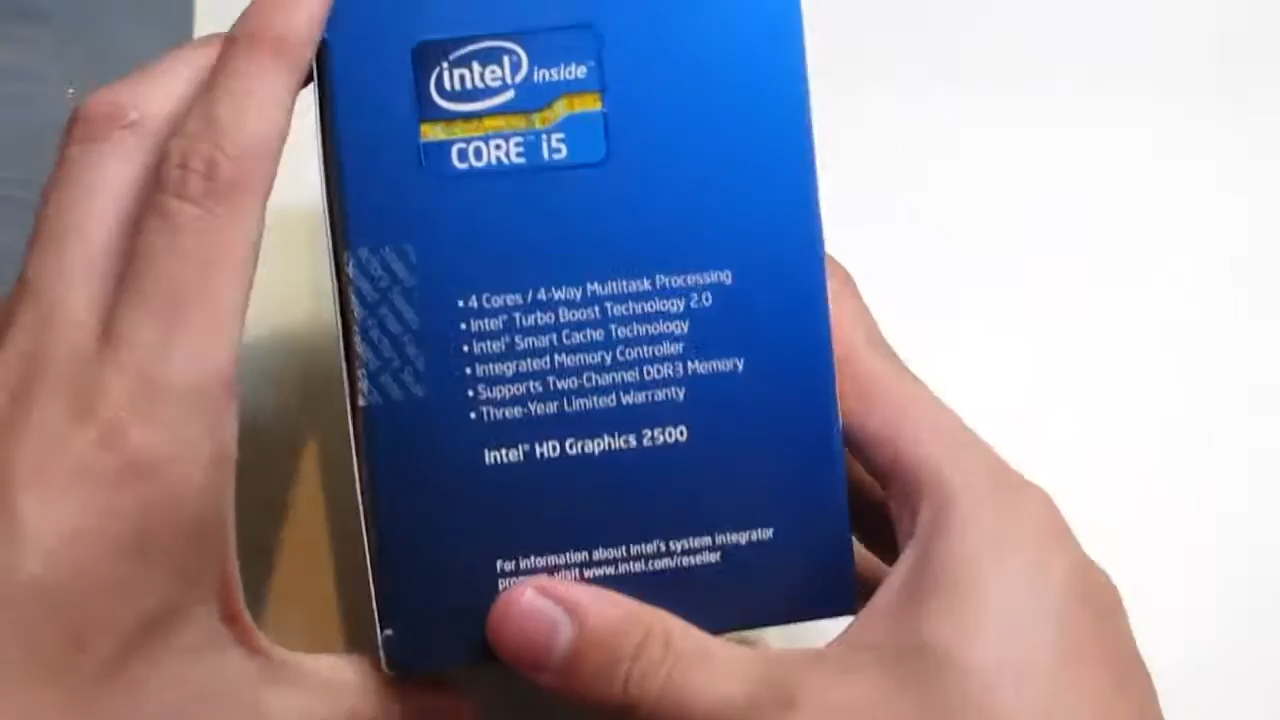 intel inside™
CORE™ i5
• 4 Cores / 4-Way Multitask Processing
• Intel® Turbo Boost Technology 2.0
• Intel® Smart Cache Technology
• Integrated Memory Controller
• Supports Two-Channel DDR3 Memory
• Three-Year Limited Warranty
Intel® HD Graphics 2500
For information about Intel's system integrator
visit www.intel.com/reseller